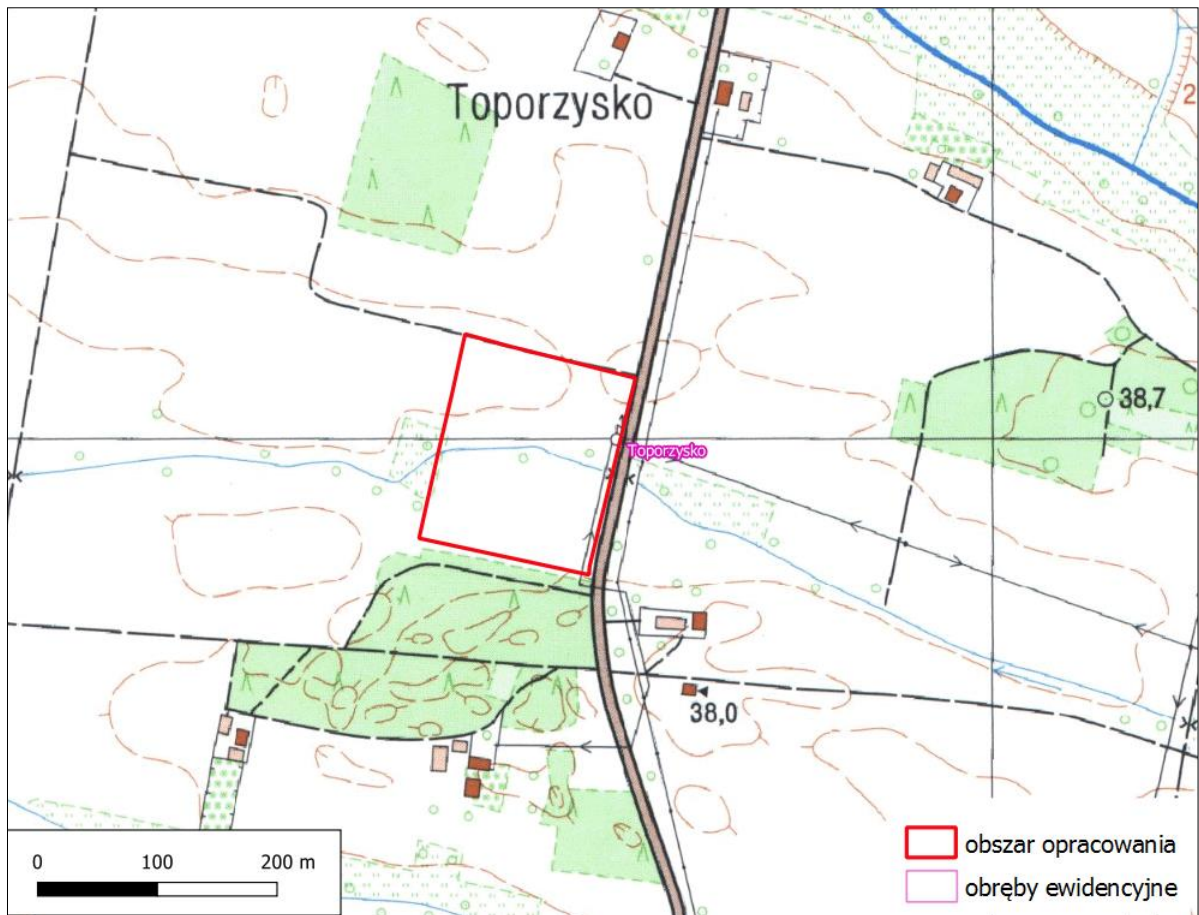 Toporzysko
2
38,7
Toporzysko
38,0
0 100 200 m
obszar opracowania
obręby ewidencyjne